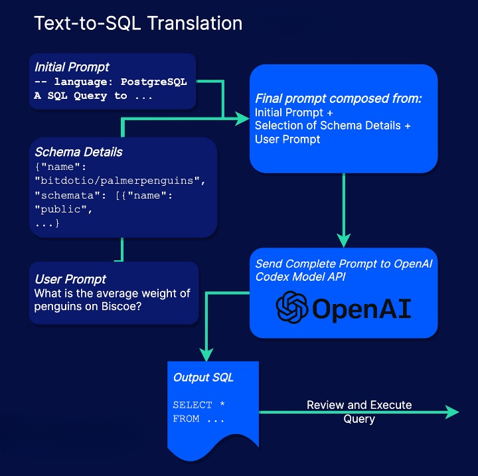 Text-to-SQL Translation
Initial Prompt
-- language: PostgreSQL
A SQL Query to ...
Final prompt composed from:
Initial Prompt +
Selection of Schema Details +
User Prompt
Schema Details
{"name":
"bitdotio/palmerpenguins",
"schemata": [{"name":
"public",
...}
User Prompt
What is the average weight of
penguins on Biscoe?
Send Complete Prompt to OpenAI
Codex Model API
OpenAI
Output SQL
SELECT *
FROM ...
Review and Execute
Query